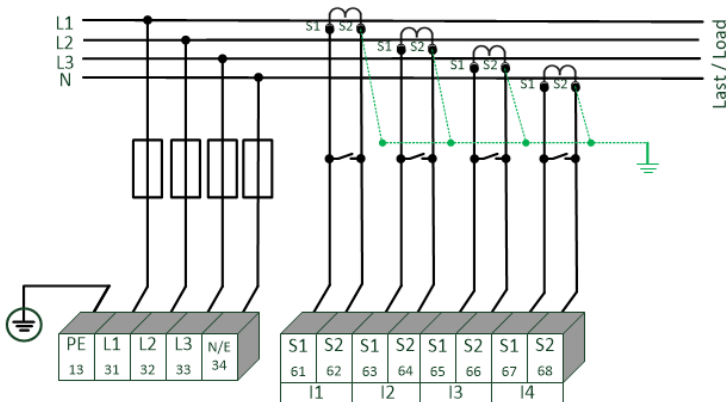 L1
S1
S2
L2
S1
S2
L3
S1
S2
N
S1
S2
Last / Load
PE L1 L2 L3 N/E
13 31 32 33 34
S1 S2 S1 S2 S1 S2 S1 S2
61 62 63 64 65 66 67 68
I1 I2 I3 I4